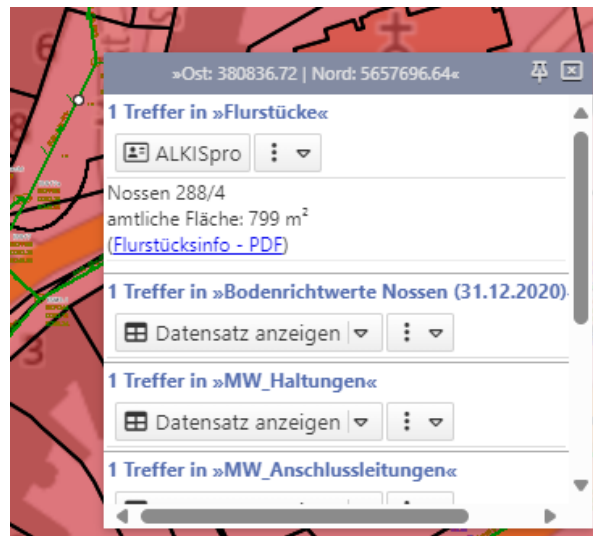 6
»Ost: 380836.72 | Nord: 5657696.64«
1 Treffer in »Flurstücke«
ALKISpro
Nossen 288/4
amtliche Fläche: 799 m²
(Flurstücksinfo - PDF)
1 Treffer in »Bodenrichtwerte Nossen (31.12.2020)
Datensatz anzeigen
3
1 Treffer in »MW_Haltungen«
Datensatz anzeigen
1 Treffer in »MW_Anschlussleitungen«